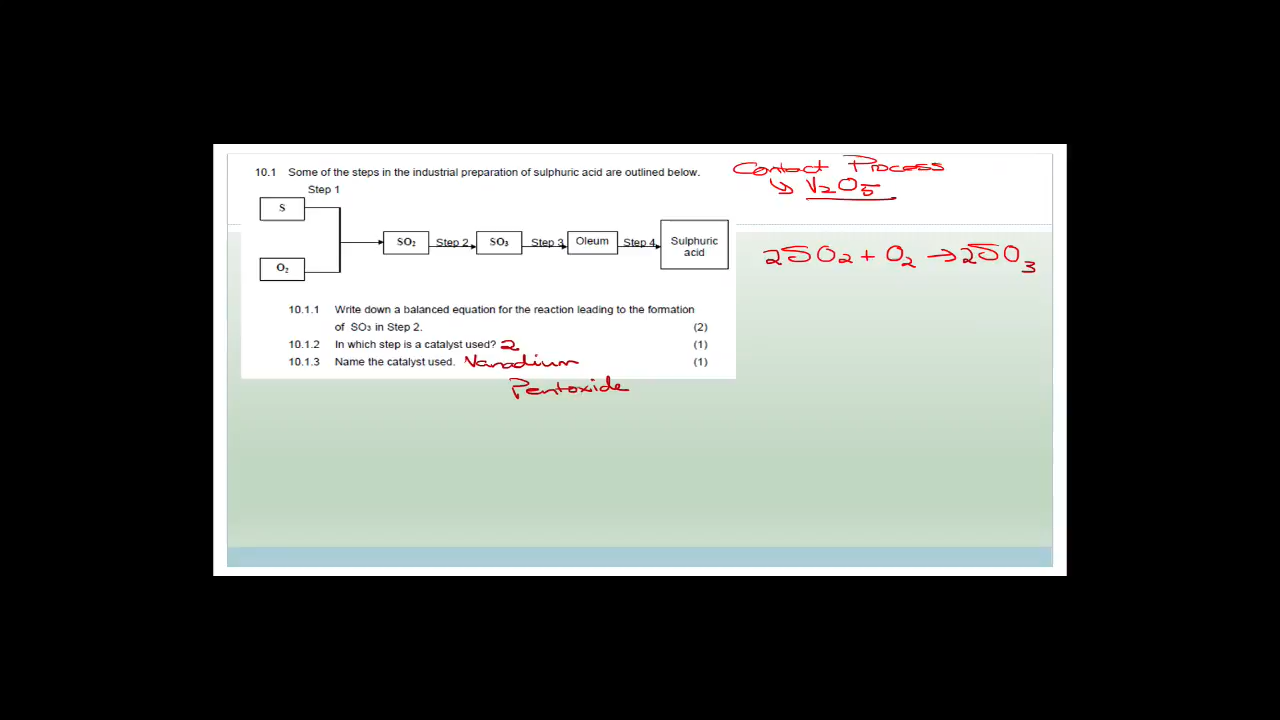 10.1 Some of the steps in the industrial preparation of sulphuric acid are outlined below.
Contact Process
↳ V₂O₅
Step 1
S
O₂
SO₂
Step 2
SO₃
Step 3
Oleum
Step 4
Sulphuric
acid
2SO₂ + O₂ → 2SO₃
10.1.1 Write down a balanced equation for the reaction leading to the formation
of SO₃ in Step 2. (2)
10.1.2 In which step is a catalyst used? 2 (1)
10.1.3 Name the catalyst used. Vanadium (1)
Pentoxide